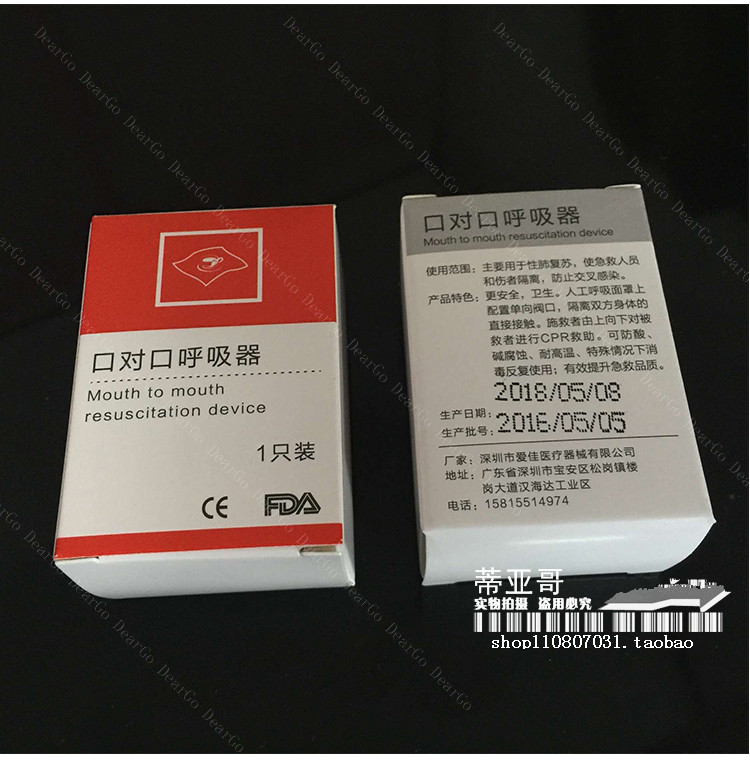 口对口呼吸器
Mouth to mouth
resuscitation device
1只装
CE FDA
口对口呼吸器
Mouth to mouth resuscitation device
使用范围：主要用于性肺复苏，使急救人员
和伤者隔离，防止交叉感染。
产品特色：更安全，卫生。人工呼吸面罩上
配置单向阀口，隔离双方身体的
直接接触。施救者由上向下对被
救者进行CPR救助。可防酸、
碱腐蚀、耐高温、特殊情况下消
毒反复使用；有效提升急救品质。
2018/05/08
生产日期：
生产批号：2016/05/05
厂家：深圳市爱佳医疗器械有限公司
地址：广东省深圳市宝安区松岗镇楼
岗大道汉海达工业区
电话：15815514974
蒂亚哥
实物拍摄 盗用必究
shop110807031.taobao
DearGo DearGo DearGo DearGo DearGo DearGo